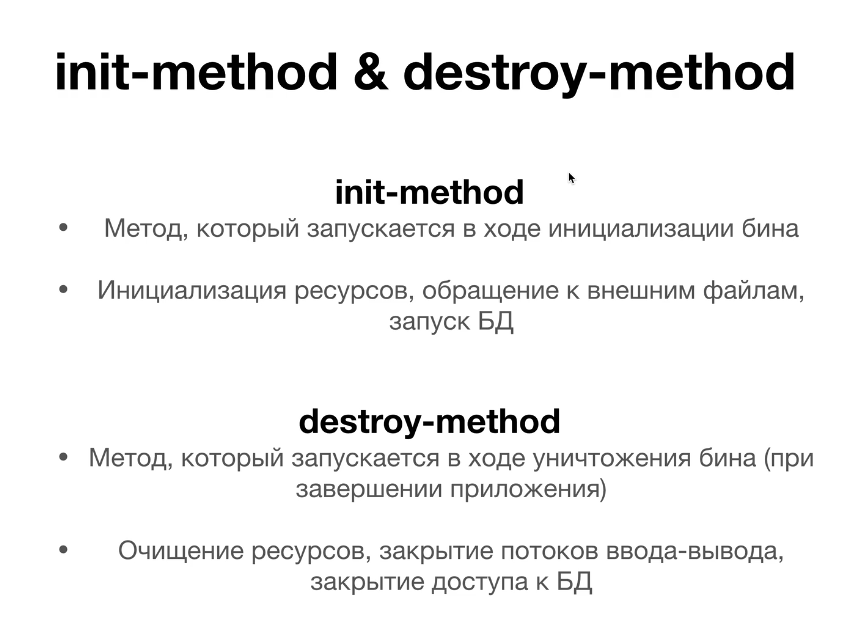 init-method & destroy-method
init-method
• Метод, который запускается в ходе инициализации бина
• Инициализация ресурсов, обращение к внешним файлам,
запуск БД
destroy-method
• Метод, который запускается в ходе уничтожения бина (при
завершении приложения)
• Очищение ресурсов, закрытие потоков ввода-вывода,
закрытие доступа к БД